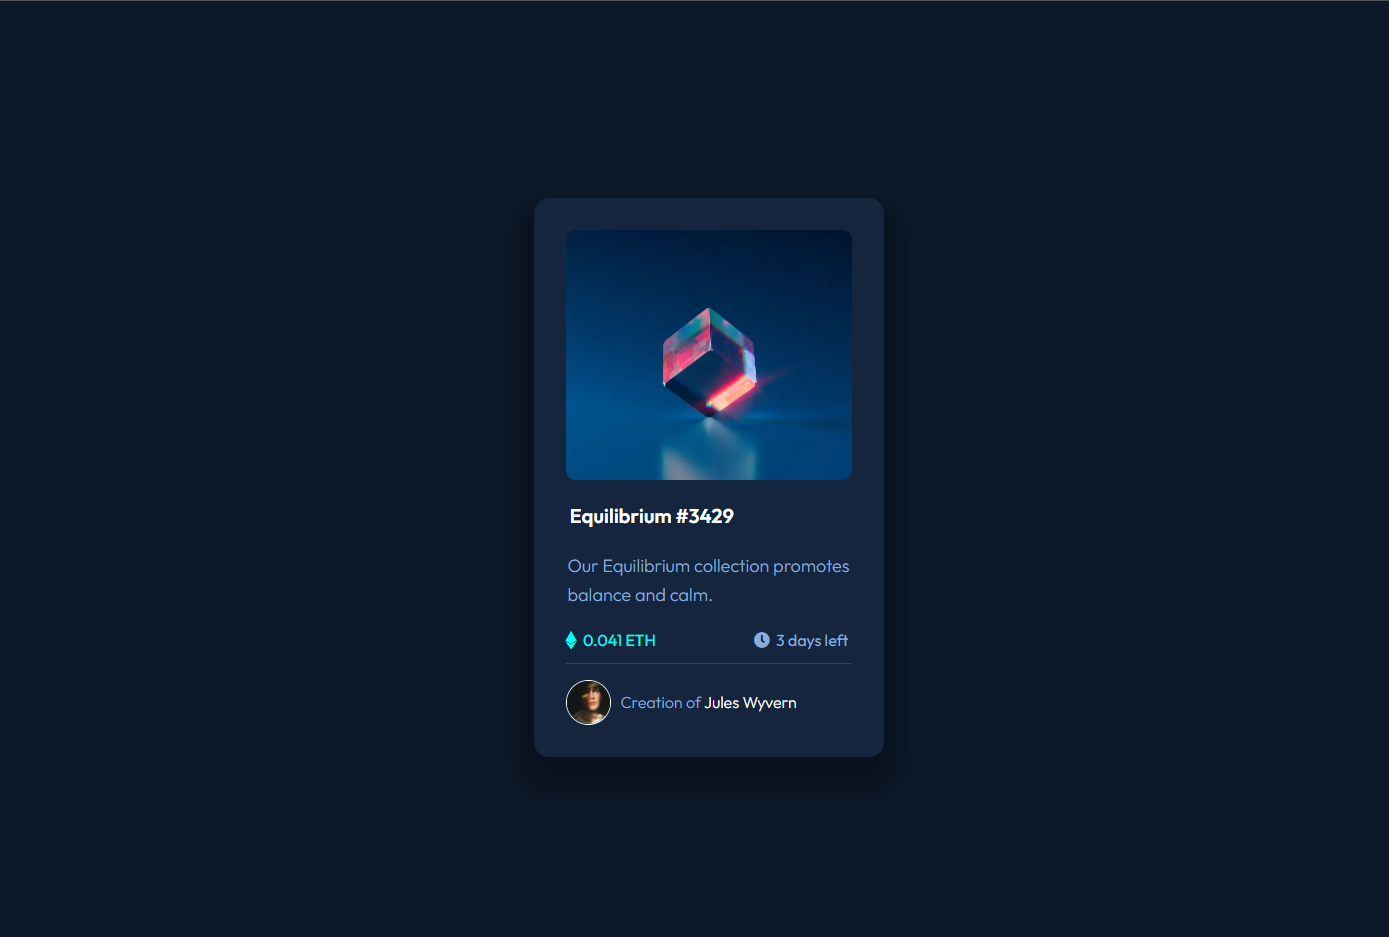 Equilibrium #3429
Our Equilibrium collection promotes
balance and calm.
0.041 ETH 3 days left
Creation of Jules Wyvern